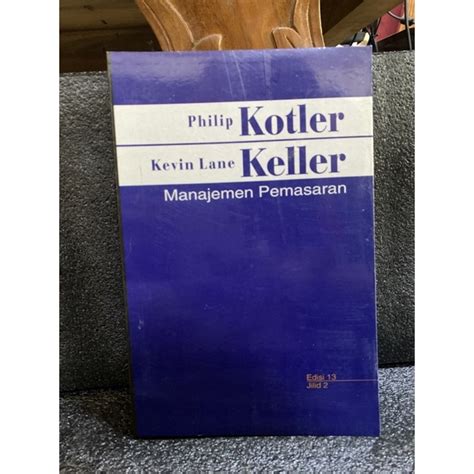 Philip Kotler
Kevin Lane Keller
Manajemen Pemasaran
Edisi 13
Jilid 2